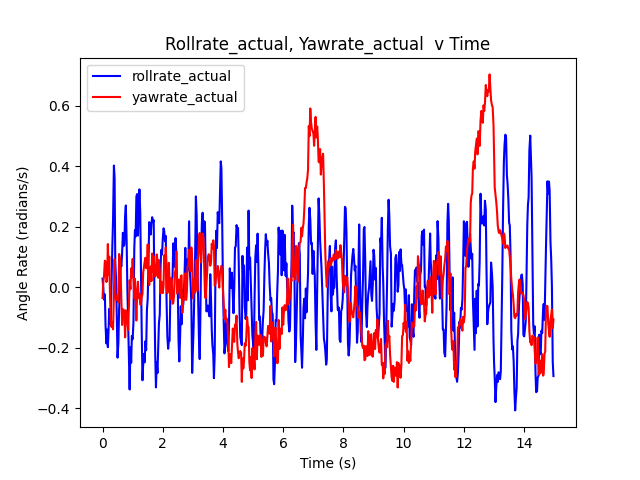 Rollrate_actual, Yawrate_actual  v Time
rollrate_actual
yawrate_actual
Angle Rate (radians/s)
0.6
0.4
0.2
0.0
−0.2
−0.4
0 2 4 6 8 10 12 14
Time (s)